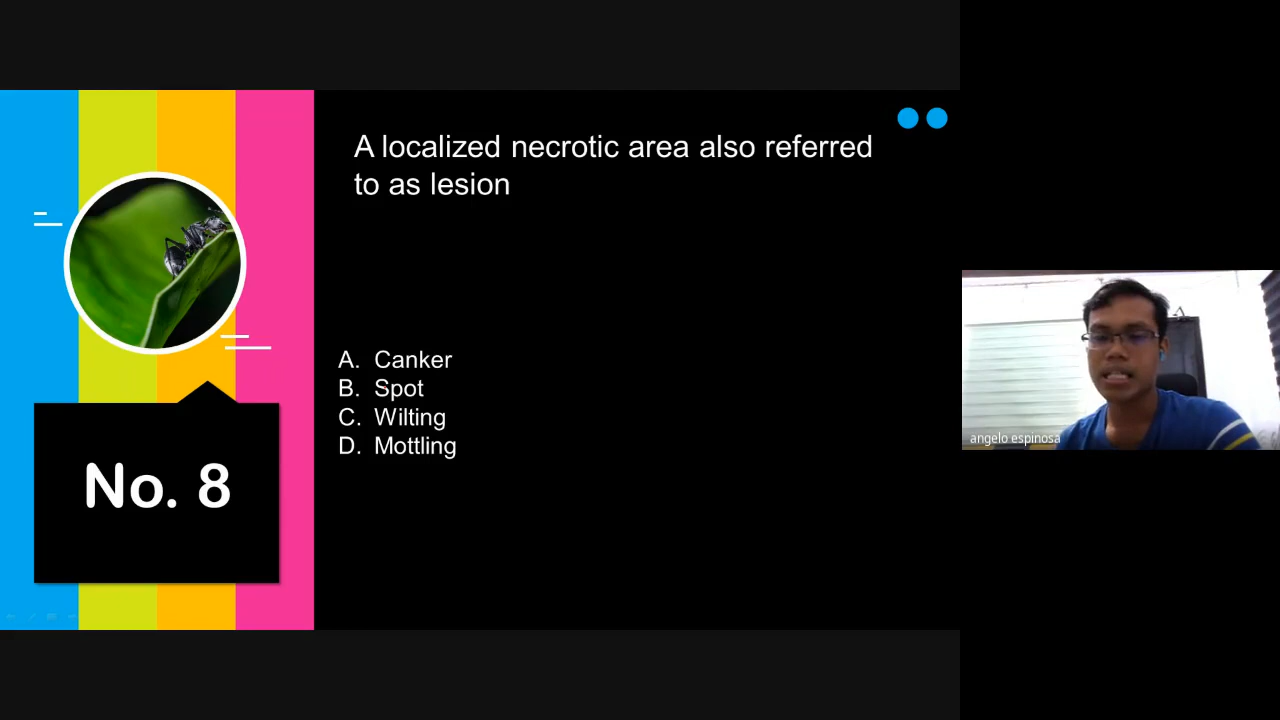 A localized necrotic area also referred
to as lesion
A. Canker
B. Spot
C. Wilting
D. Mottling
No. 8
angelo espinosa